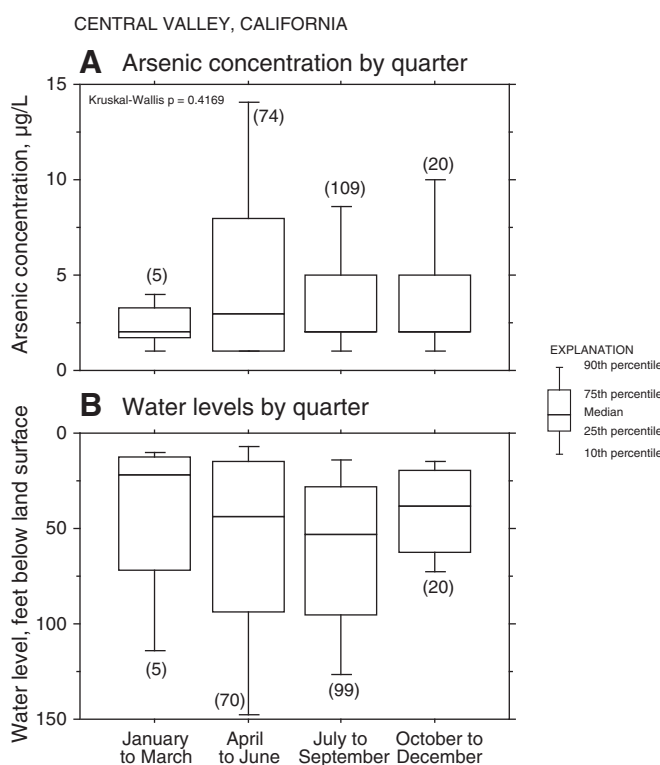 CENTRAL VALLEY, CALIFORNIA
A Arsenic concentration by quarter
Kruskal-Wallis p = 0.4169
Arsenic concentration, µg/L
15
10
5
0
(5)
(74)
(109)
(20)
B Water levels by quarter
Water level, feet below land surface
0
50
100
150
(5)
(70)
(99)
(20)
January
to March
April
to June
July to
September
October to
December
EXPLANATION
90th percentile
75th percentile
Median
25th percentile
10th percentile